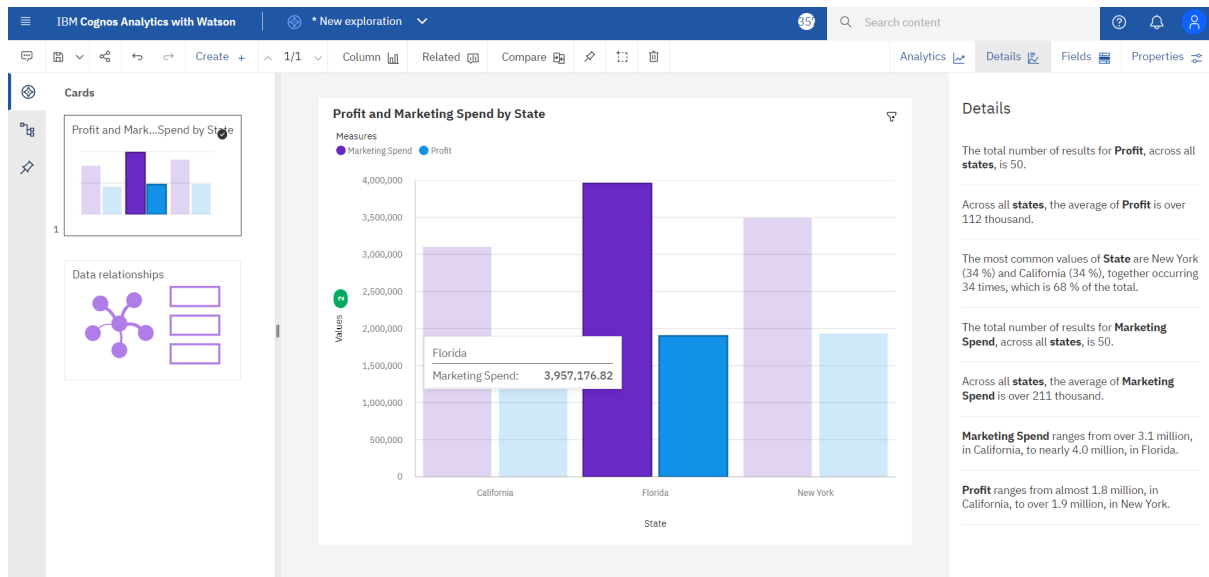 IBM Cognos Analytics with Watson
* New exploration
35
Search content
Create +
1/1
Column
Related
Compare
Analytics
Details
Fields
Properties
Cards
Profit and Mark...Spend by State
1
Data relationships
Profit and Marketing Spend by State
Measures
Marketing Spend
Profit
4,000,000
3,500,000
3,000,000
2,500,000
2,000,000
1,500,000
1,000,000
500,000
0
Values
2
Florida
Marketing Spend: 3,957,176.82
California
Florida
New York
State
Details
The total number of results for Profit, across all
states, is 50.
Across all states, the average of Profit is over
112 thousand.
The most common values of State are New York
(34 %) and California (34 %), together occurring
34 times, which is 68 % of the total.
The total number of results for Marketing
Spend, across all states, is 50.
Across all states, the average of Marketing
Spend is over 211 thousand.
Marketing Spend ranges from over 3.1 million,
in California, to nearly 4.0 million, in Florida.
Profit ranges from almost 1.8 million, in
California, to over 1.9 million, in New York.